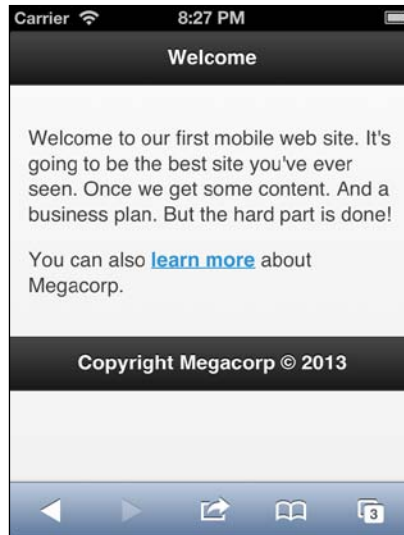 Carrier 8:27 PM
Welcome
Welcome to our first mobile web site. It's
going to be the best site you've ever
seen. Once we get some content. And a
business plan. But the hard part is done!
You can also learn more about
Megacorp.
Copyright Megacorp © 2013
3